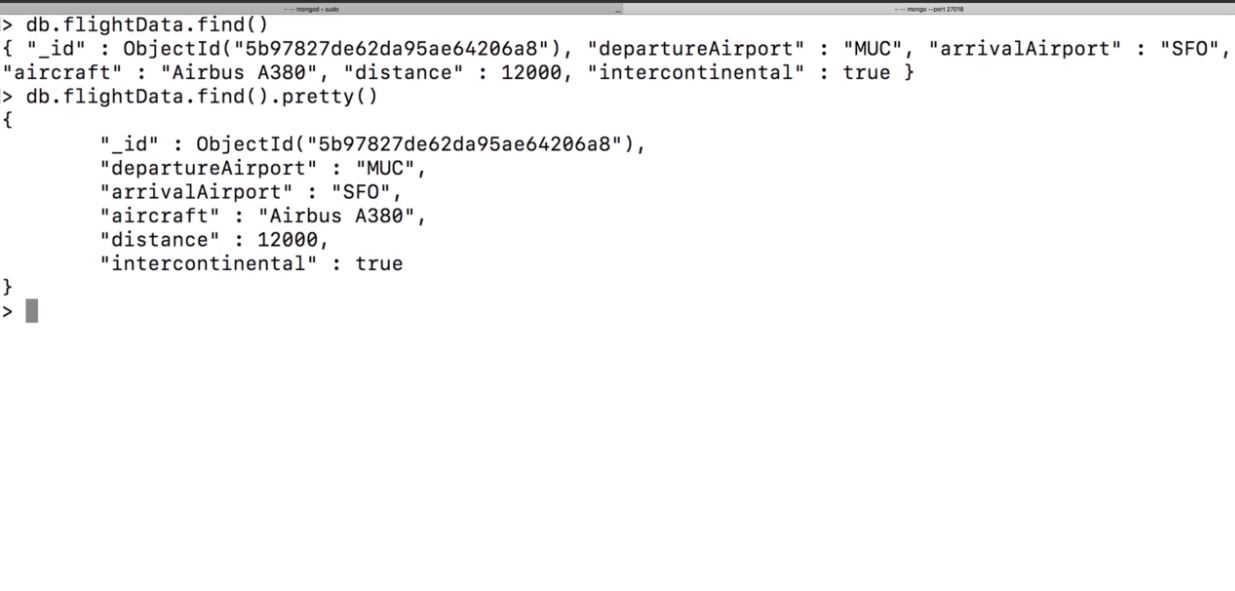 ~ — mongod ‹ sudo
... ~ — mongo --port 27018
> db.flightData.find()
{ "_id" : ObjectId("5b97827de62da95ae64206a8"), "departureAirport" : "MUC", "arrivalAirport" : "SFO",
"aircraft" : "Airbus A380", "distance" : 12000, "intercontinental" : true }
> db.flightData.find().pretty()
{
        "_id" : ObjectId("5b97827de62da95ae64206a8"),
        "departureAirport" : "MUC",
        "arrivalAirport" : "SFO",
        "aircraft" : "Airbus A380",
        "distance" : 12000,
        "intercontinental" : true
}
>